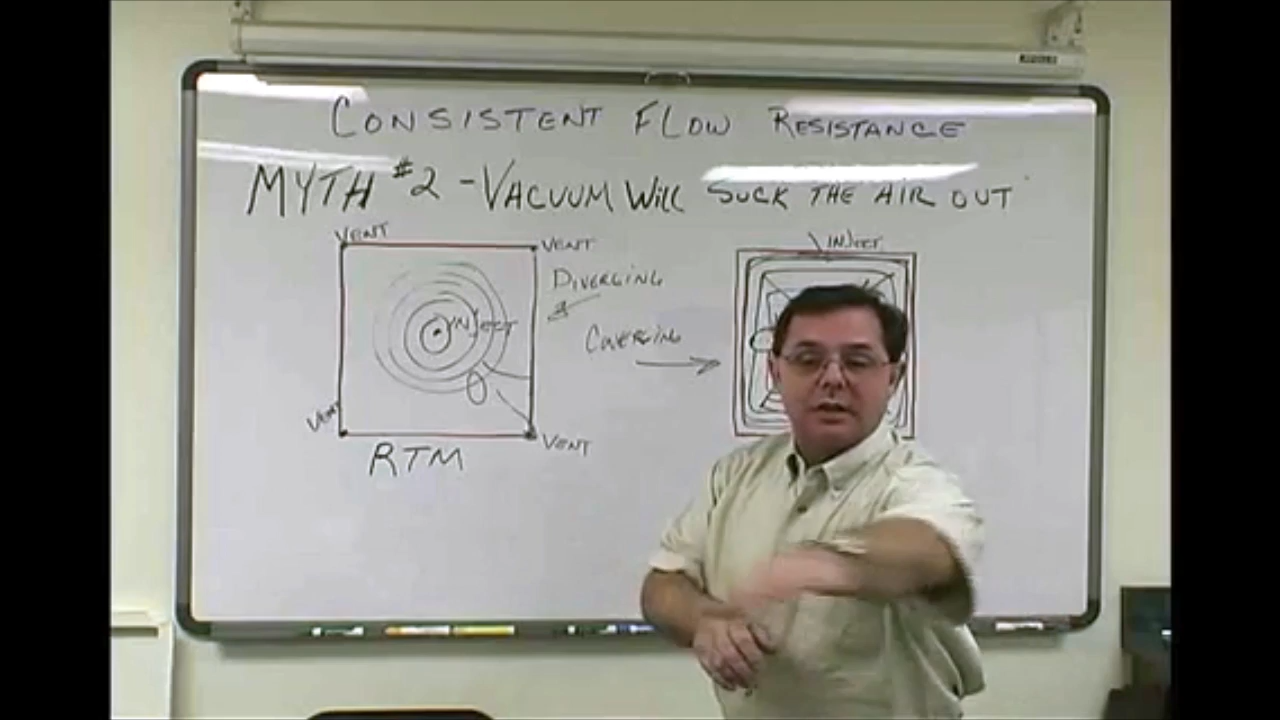 CONSISTENT FLOW RESISTANCE
MYTH #2 - VACUUM Will SUCK THE AIR OUT
VENT
VENT
INJECT
DIVERGING
INJECT
COVERGING
VENT
VENT
RTM